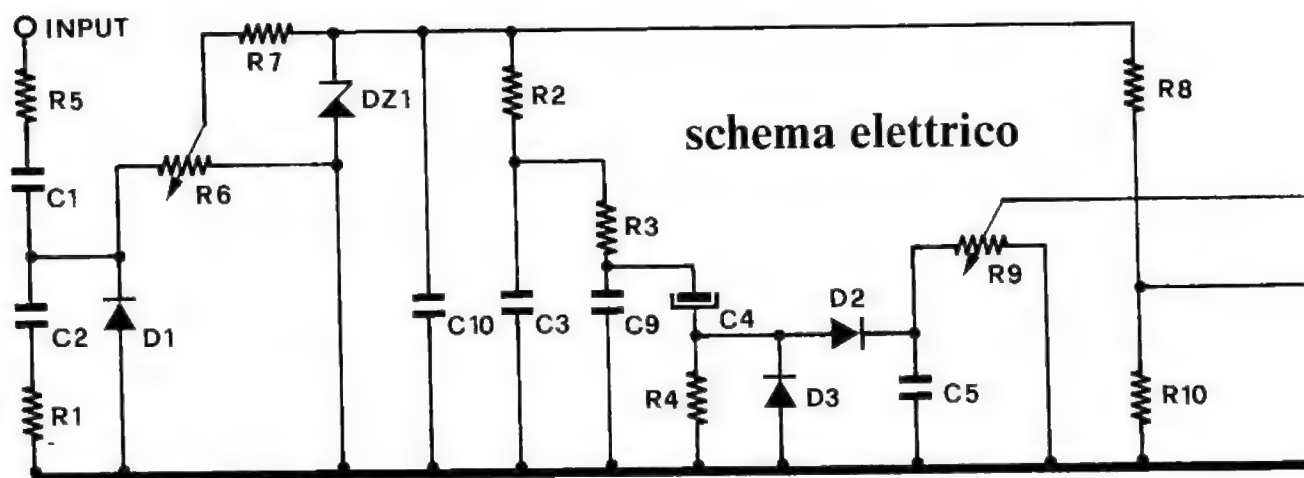 INPUT
R7
R5
DZ1
R2
R8
schema elettrico
C1
R6
R3
R9
D2
C2
D1
C10
C3
C9
C4
R4
D3
C5
R10
R1